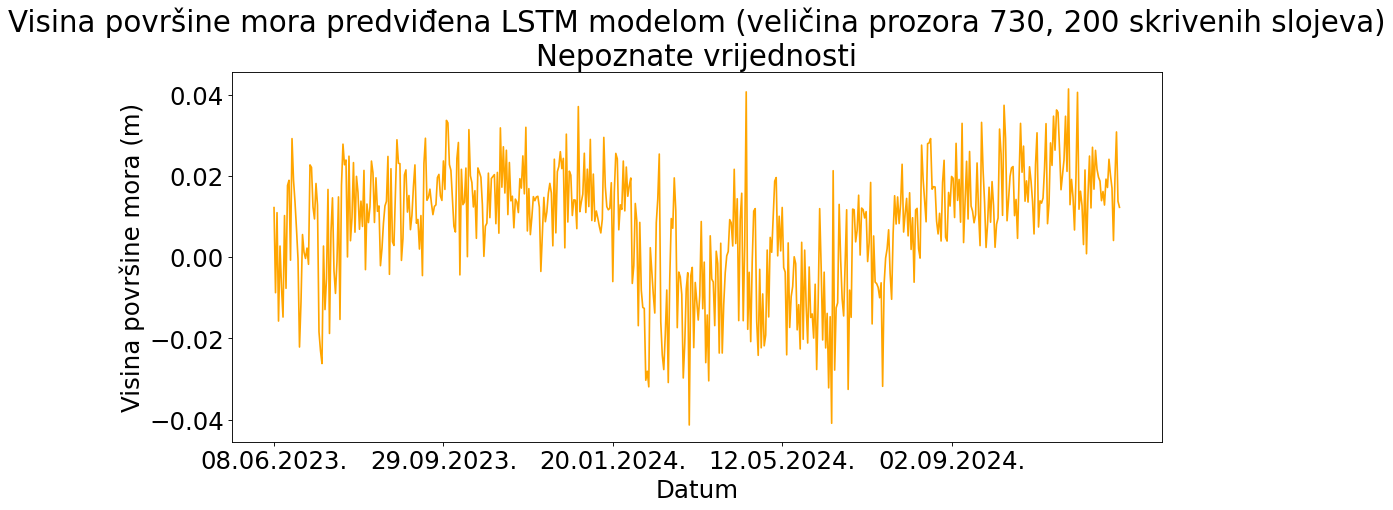 Visina površine mora predviđena LSTM modelom (veličina prozora 730, 200 skrivenih slojeva)
Nepoznate vrijednosti
Visina površine mora (m)
0.04
0.02
0.00
−0.02
−0.04
08.06.2023. 29.09.2023. 20.01.2024. 12.05.2024. 02.09.2024.
Datum